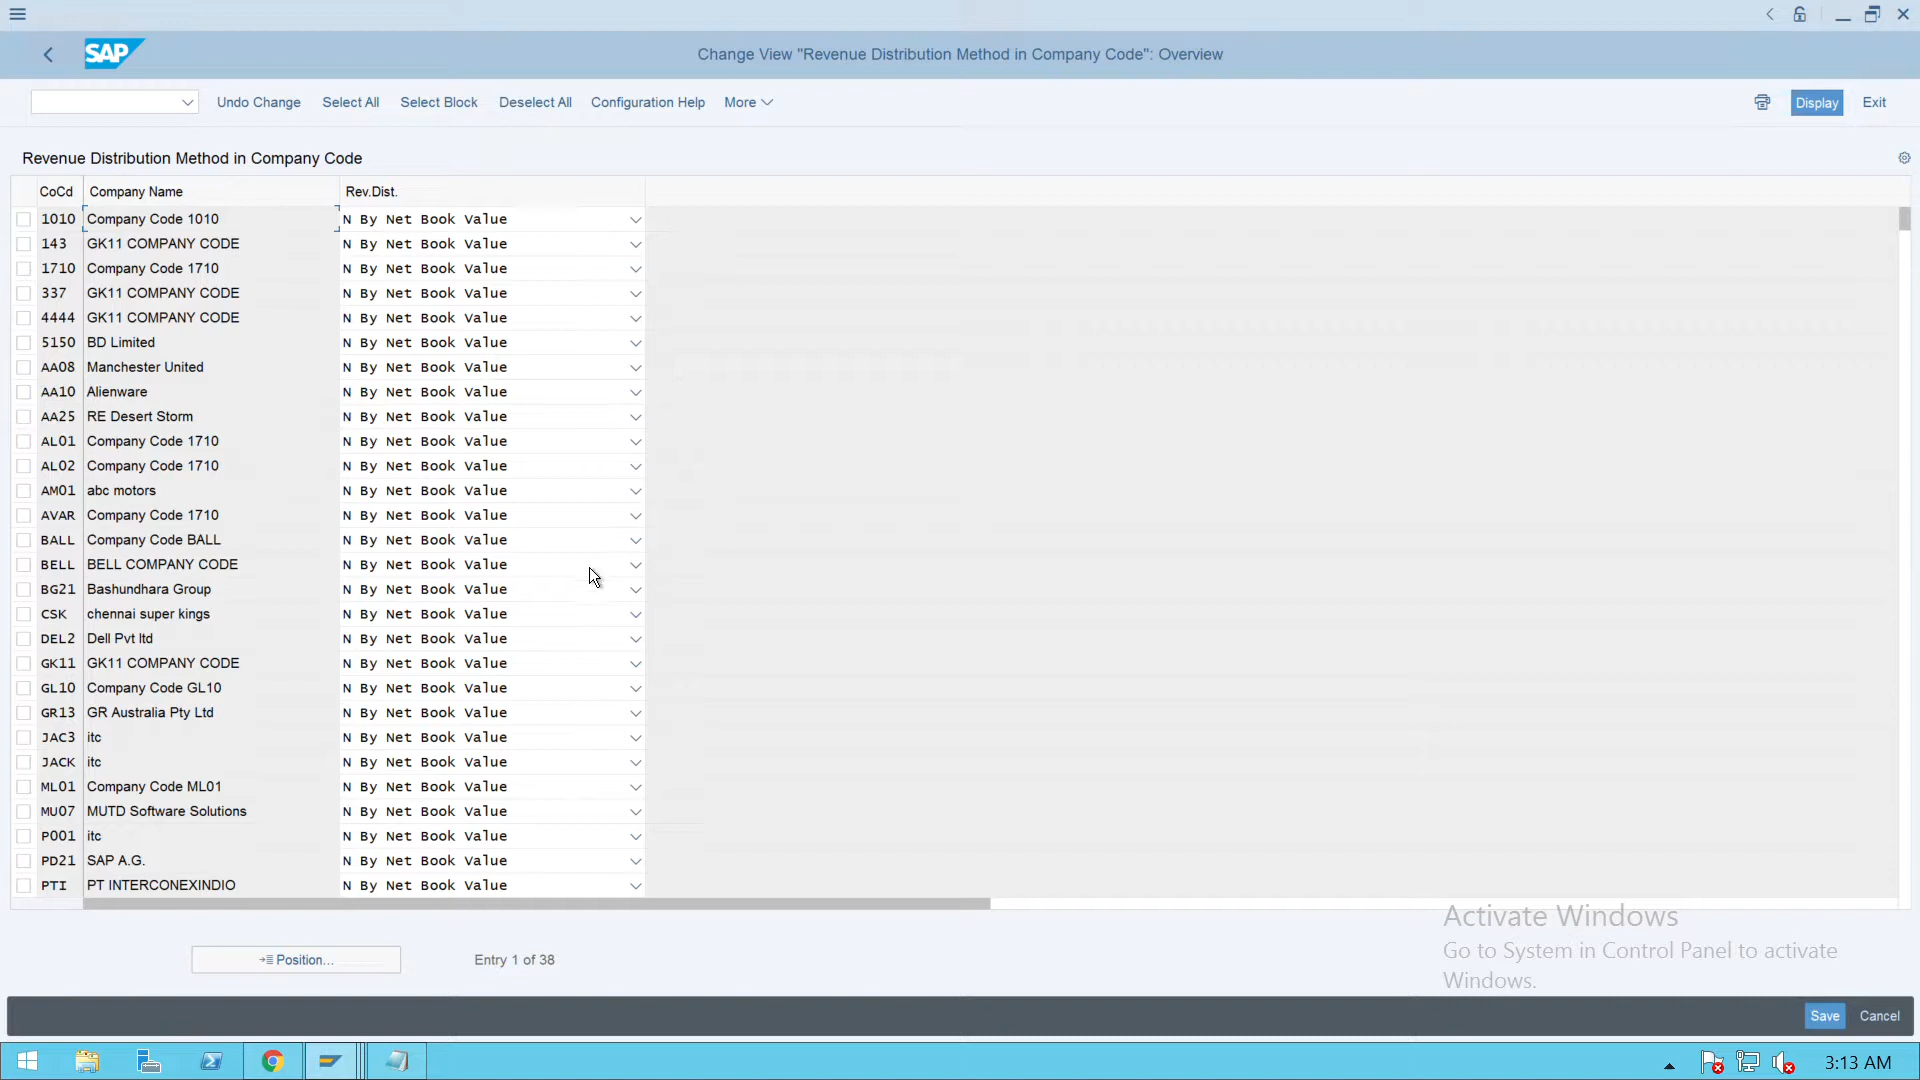 SAP
Change View "Revenue Distribution Method in Company Code": Overview
Undo Change Select All Select Block Deselect All Configuration Help More Display Exit
Revenue Distribution Method in Company Code
CoCd Company Name Rev.Dist.
1010 Company Code 1010 N By Net Book Value
143 GK11 COMPANY CODE N By Net Book Value
1710 Company Code 1710 N By Net Book Value
337 GK11 COMPANY CODE N By Net Book Value
4444 GK11 COMPANY CODE N By Net Book Value
5150 BD Limited N By Net Book Value
AA08 Manchester United N By Net Book Value
AA10 Alienware N By Net Book Value
AA25 RE Desert Storm N By Net Book Value
AL01 Company Code 1710 N By Net Book Value
AL02 Company Code 1710 N By Net Book Value
AM01 abc motors N By Net Book Value
AVAR Company Code 1710 N By Net Book Value
BALL Company Code BALL N By Net Book Value
BELL BELL COMPANY CODE N By Net Book Value
BG21 Bashundhara Group N By Net Book Value
CSK chennai super kings N By Net Book Value
DEL2 Dell Pvt ltd N By Net Book Value
GK11 GK11 COMPANY CODE N By Net Book Value
GL10 Company Code GL10 N By Net Book Value
GR13 GR Australia Pty Ltd N By Net Book Value
JAC3 itc N By Net Book Value
JACK itc N By Net Book Value
ML01 Company Code ML01 N By Net Book Value
MU07 MUTD Software Solutions N By Net Book Value
P001 itc N By Net Book Value
PD21 SAP A.G. N By Net Book Value
PTI PT INTERCONEXINDIO N By Net Book Value
Activate Windows
Go to System in Control Panel to activate
Windows.
Position... Entry 1 of 38
Save Cancel
3:13 AM